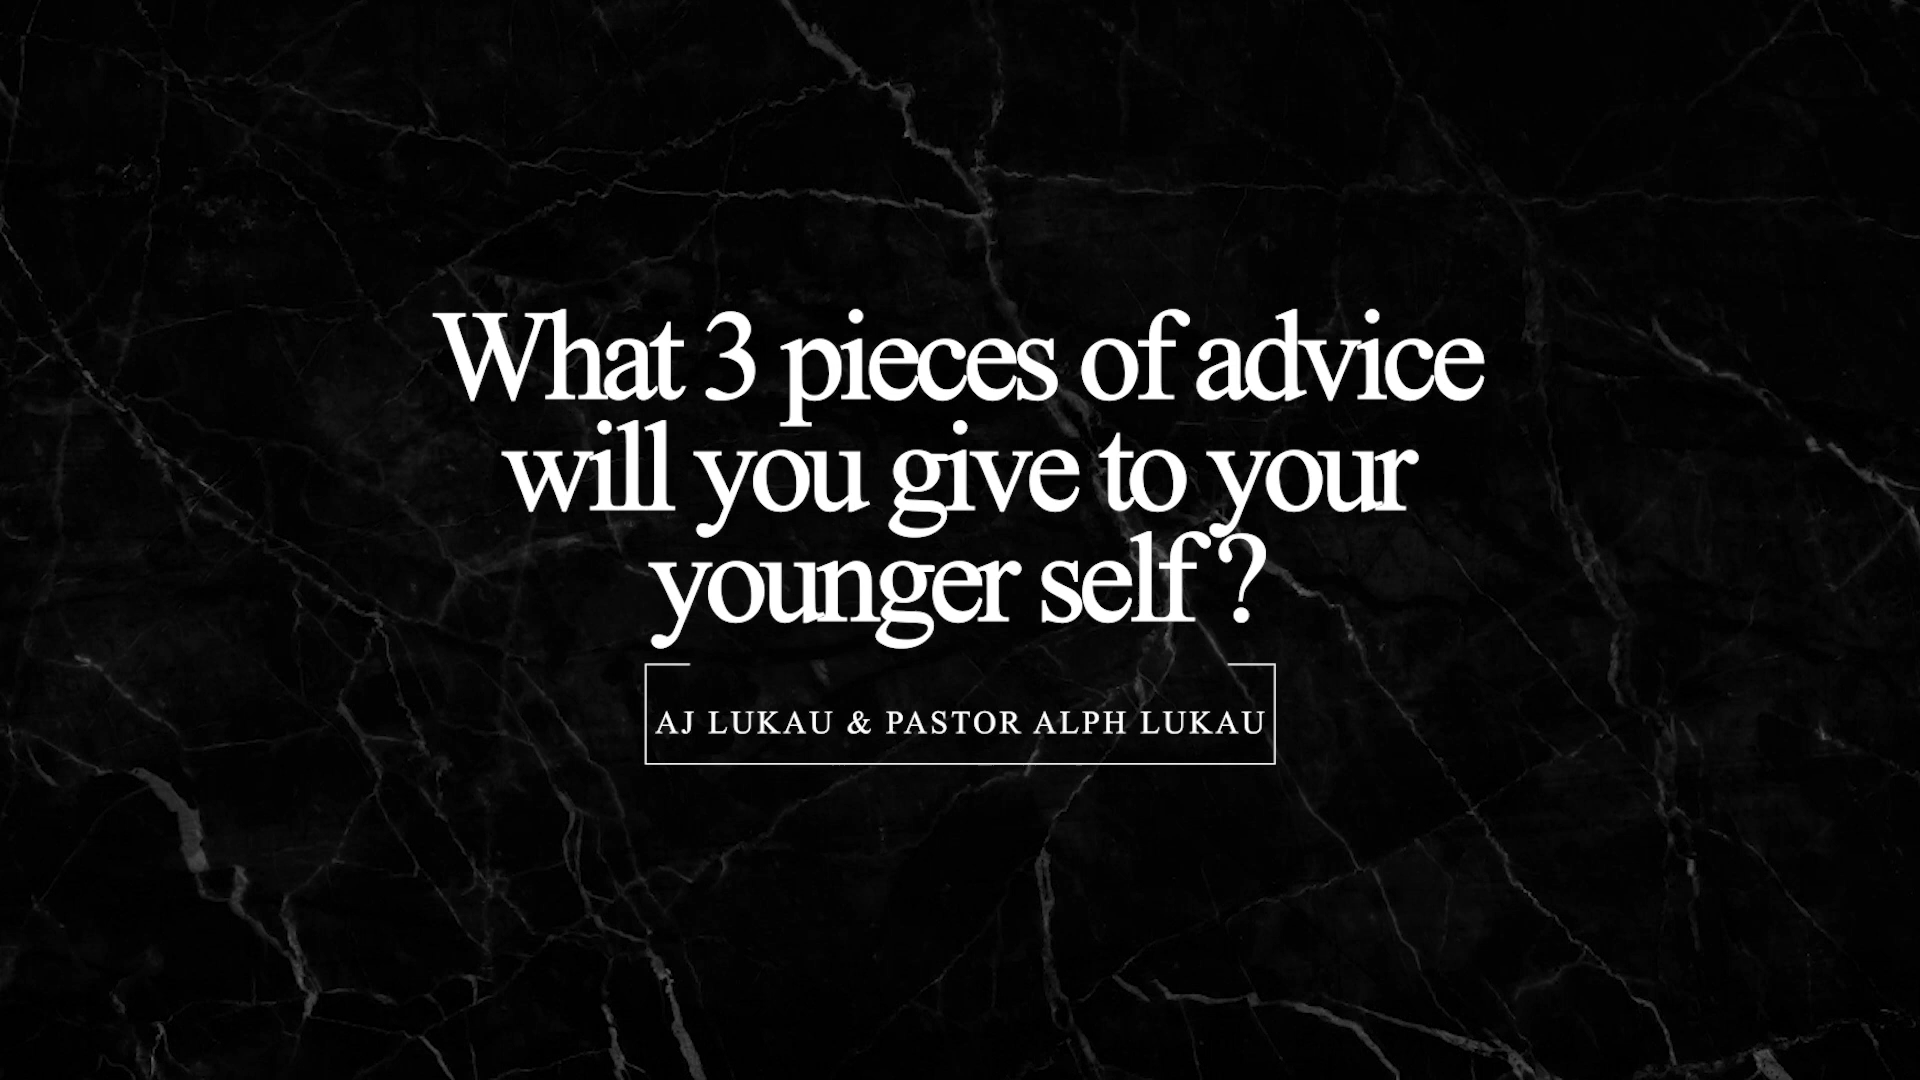 What 3 pieces of advice
will you give to your
younger self ?
AJ LUKAU & PASTOR ALPH LUKAU